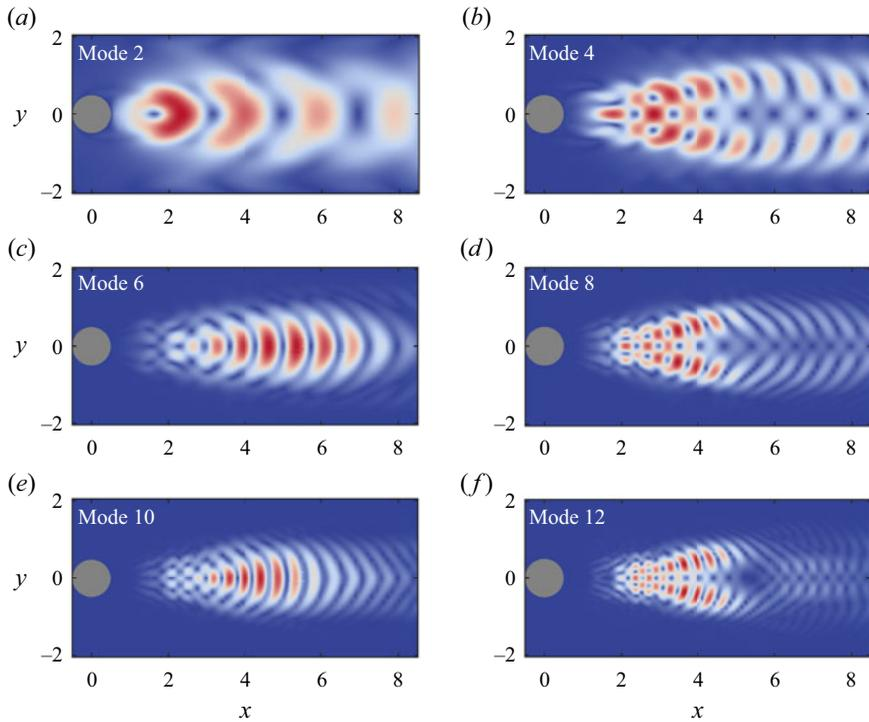 (a) (b)
2 Mode 2 2 Mode 4
y 0 0
–2 –2
0 2 4 6 8 0 2 4 6 8
(c) (d)
2 Mode 6 2 Mode 8
y 0 0
–2 –2
0 2 4 6 8 0 2 4 6 8
(e) (f)
2 Mode 10 2 Mode 12
y 0 0
–2 –2
0 2 4 6 8 0 2 4 6 8
x x